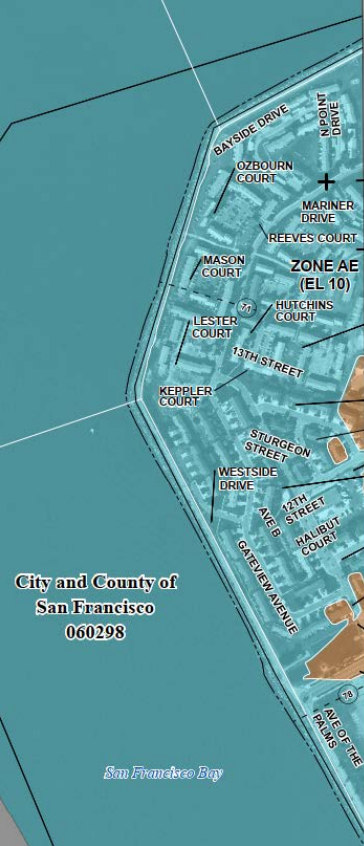 BAYSIDE DRIVE
N POINT
DRIVE
OZBOURN
COURT
MARINER
DRIVE
REEVES COURT
MASON
COURT
ZONE AE
(EL 10)
71
HUTCHINS
COURT
LESTER
COURT
13TH STREET
KEPPLER
COURT
STURGEON
STREET
WESTSIDE
DRIVE
12TH
STREET
AVE B
HALIBUT
COURT
GATEVIEW AVENUE
City and County of
San Francisco
060298
78
AVE OF THE
PALMS
San Francisco Bay